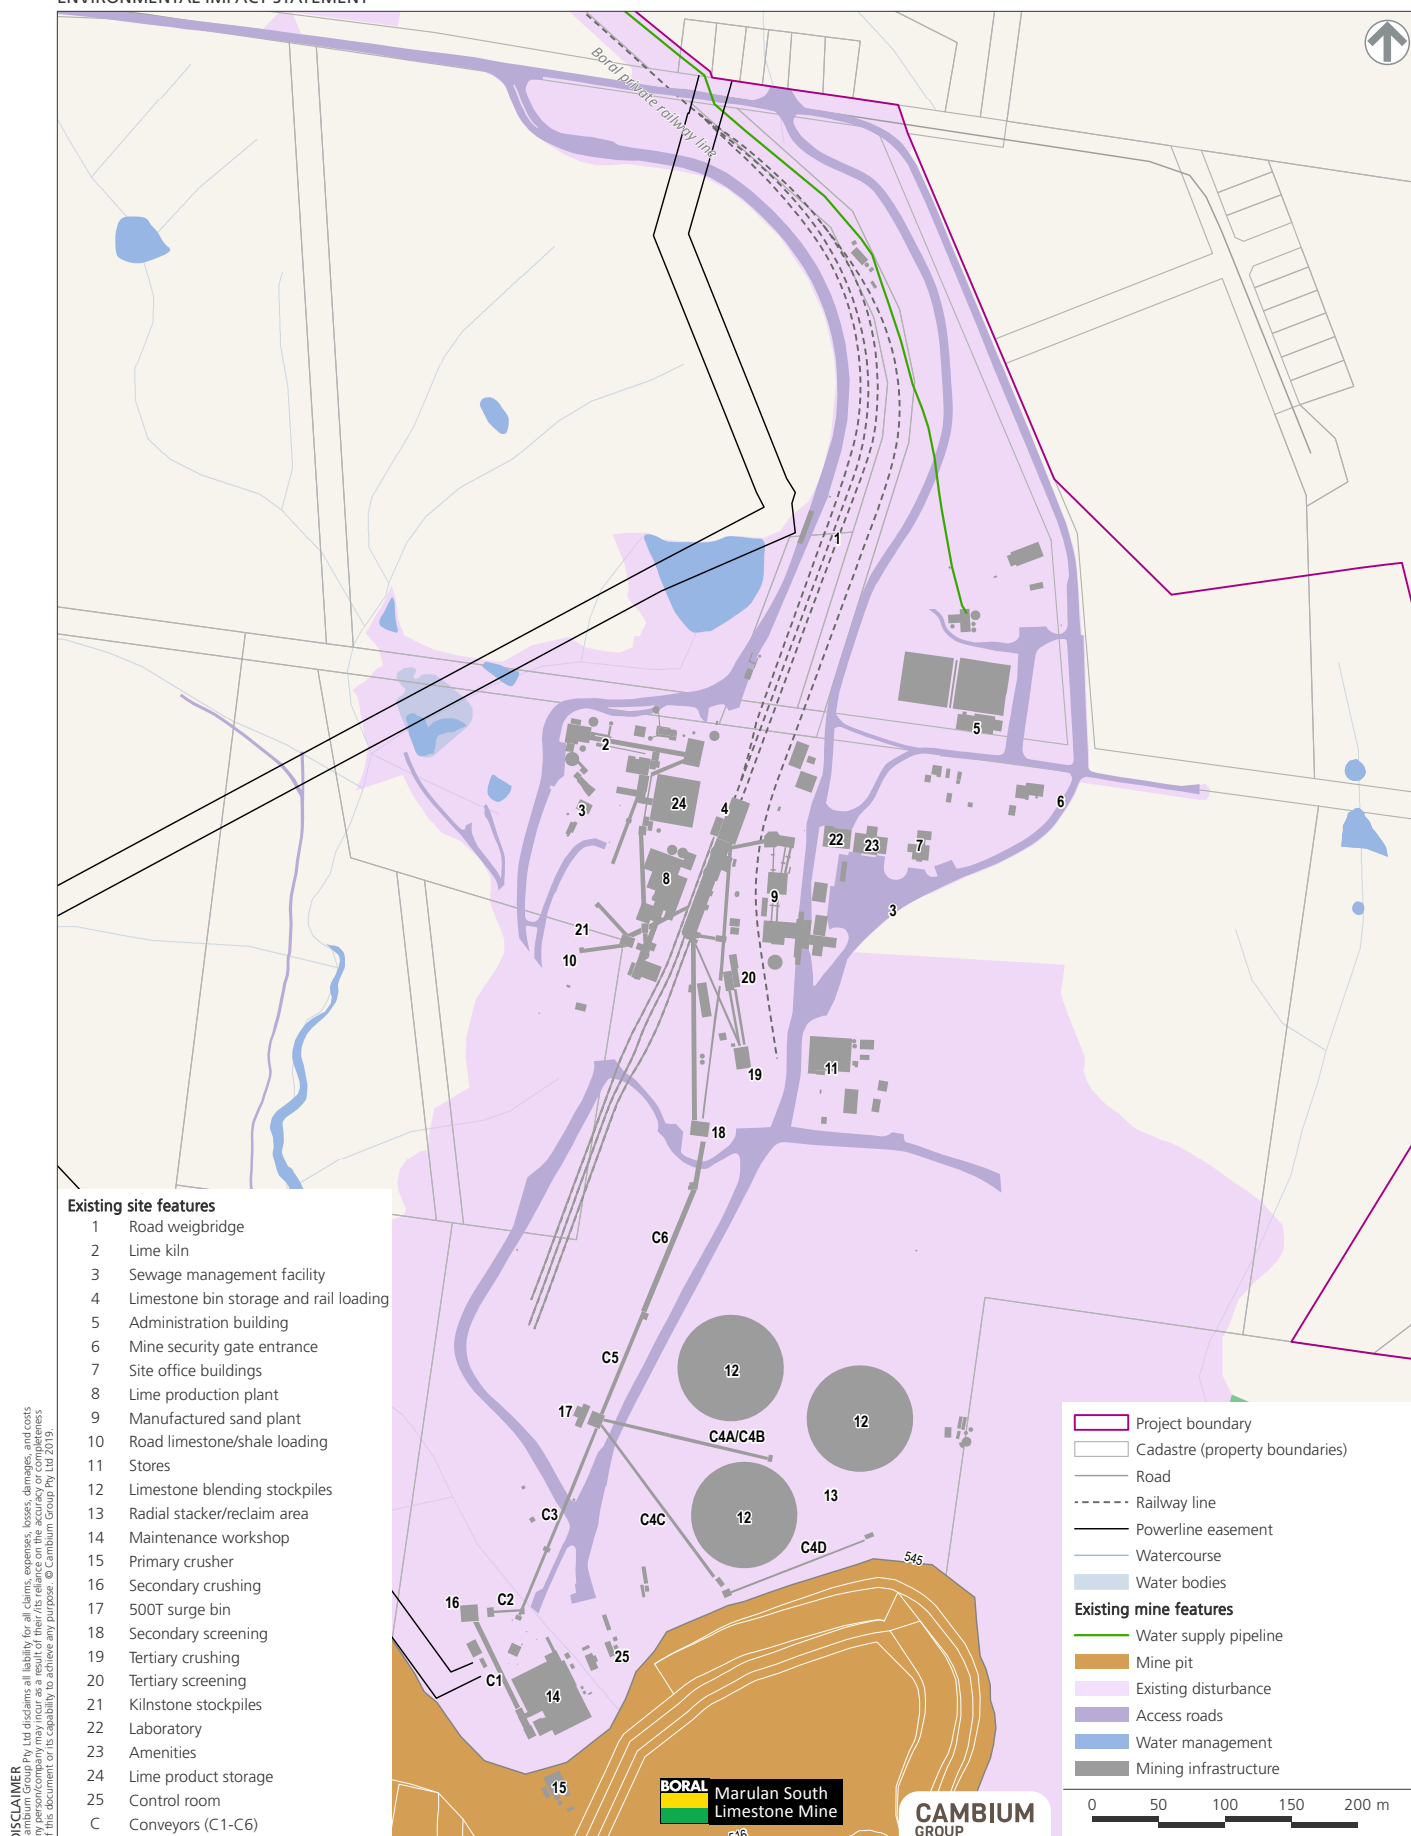 ENVIRONMENTAL IMPACT STATEMENT
Boral private railway line
1
2
3
4
5
6
7
8
9
10
11
12
12
12
13
14
15
16
17
18
19
20
21
22
23
24
25
3
C1
C2
C3
C4A/C4B
C4C
C4D
C5
C6
545
Existing site features
1 Road weigbridge
2 Lime kiln
3 Sewage management facility
4 Limestone bin storage and rail loading
5 Administration building
6 Mine security gate entrance
7 Site office buildings
8 Lime production plant
9 Manufactured sand plant
10 Road limestone/shale loading
11 Stores
12 Limestone blending stockpiles
13 Radial stacker/reclaim area
14 Maintenance workshop
15 Primary crusher
16 Secondary crushing
17 500T surge bin
18 Secondary screening
19 Tertiary crushing
20 Tertiary screening
21 Kilnstone stockpiles
22 Laboratory
23 Amenities
24 Lime product storage
25 Control room
C Conveyors (C1-C6)
Project boundary
Cadastre (property boundaries)
Road
Railway line
Powerline easement
Watercourse
Water bodies
Existing mine features
Water supply pipeline
Mine pit
Existing disturbance
Access roads
Water management
Mining infrastructure
0 50 100 150 200 m
BORAL
Marulan South
Limestone Mine
CAMBIUM
GROUP
DISCLAIMER
Cambium Group Pty Ltd disclaims all liability for all claims, expenses, losses, damages, and costs
any person/company may incur as a result of their/its reliance on the accuracy or completeness
of this document or its capability to achieve any purpose. © Cambium Group Pty Ltd 2019.